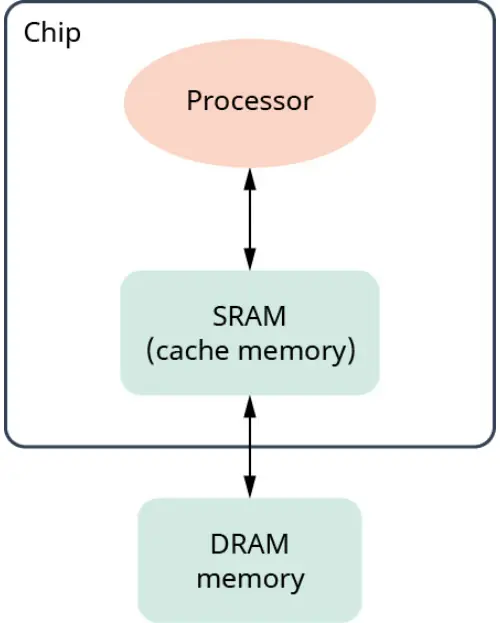 Chip
Processor
SRAM
(cache memory)
DRAM
memory